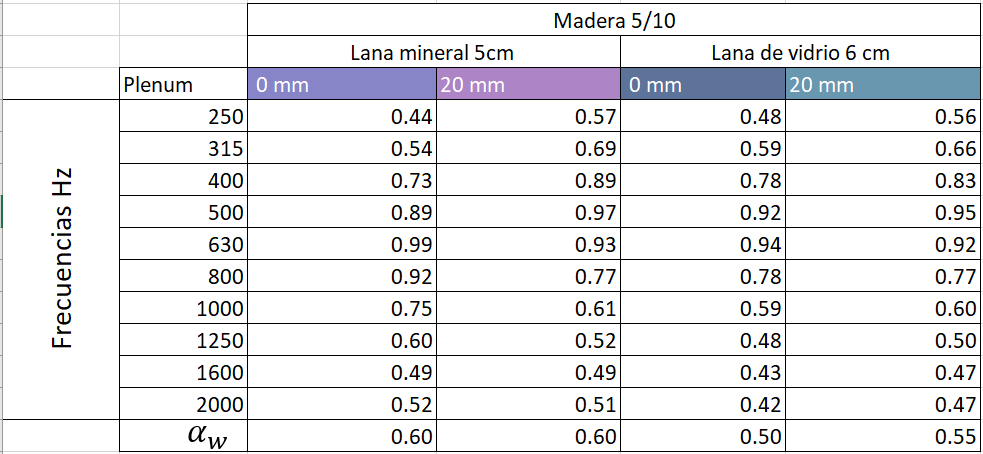 Madera 5/10
Lana mineral 5cm Lana de vidrio 6 cm
Plenum 0 mm 20 mm 0 mm 20 mm
Frecuencias Hz
250 0.44 0.57 0.48 0.56
315 0.54 0.69 0.59 0.66
400 0.73 0.89 0.78 0.83
500 0.89 0.97 0.92 0.95
630 0.99 0.93 0.94 0.92
800 0.92 0.77 0.78 0.77
1000 0.75 0.61 0.59 0.60
1250 0.60 0.52 0.48 0.50
1600 0.49 0.49 0.43 0.47
2000 0.52 0.51 0.42 0.47
αw 0.60 0.60 0.50 0.55